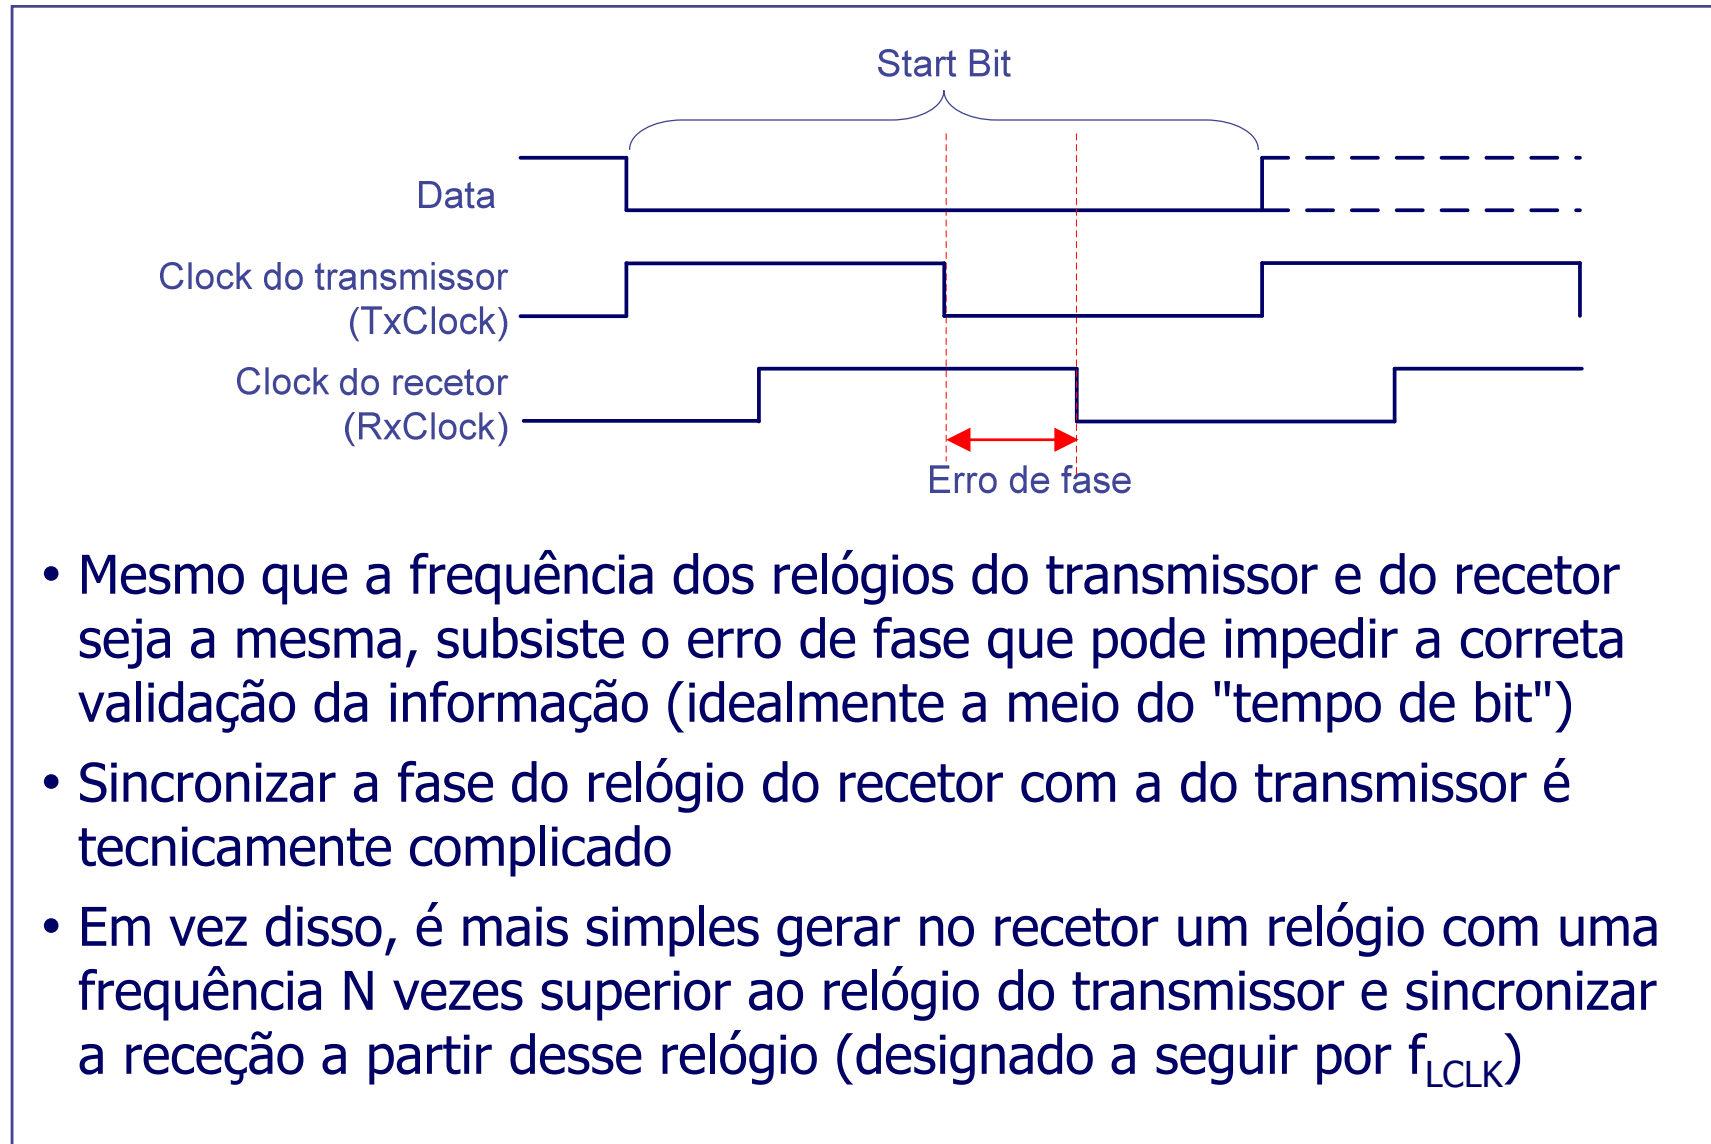 Start Bit
Data
Clock do transmissor
(TxClock)
Clock do recetor
(RxClock)
Erro de fase
• Mesmo que a frequência dos relógios do transmissor e do recetor
seja a mesma, subsiste o erro de fase que pode impedir a correta
validação da informação (idealmente a meio do "tempo de bit")
• Sincronizar a fase do relógio do recetor com a do transmissor é
tecnicamente complicado
• Em vez disso, é mais simples gerar no recetor um relógio com uma
frequência N vezes superior ao relógio do transmissor e sincronizar
a receção a partir desse relógio (designado a seguir por fLCLK)